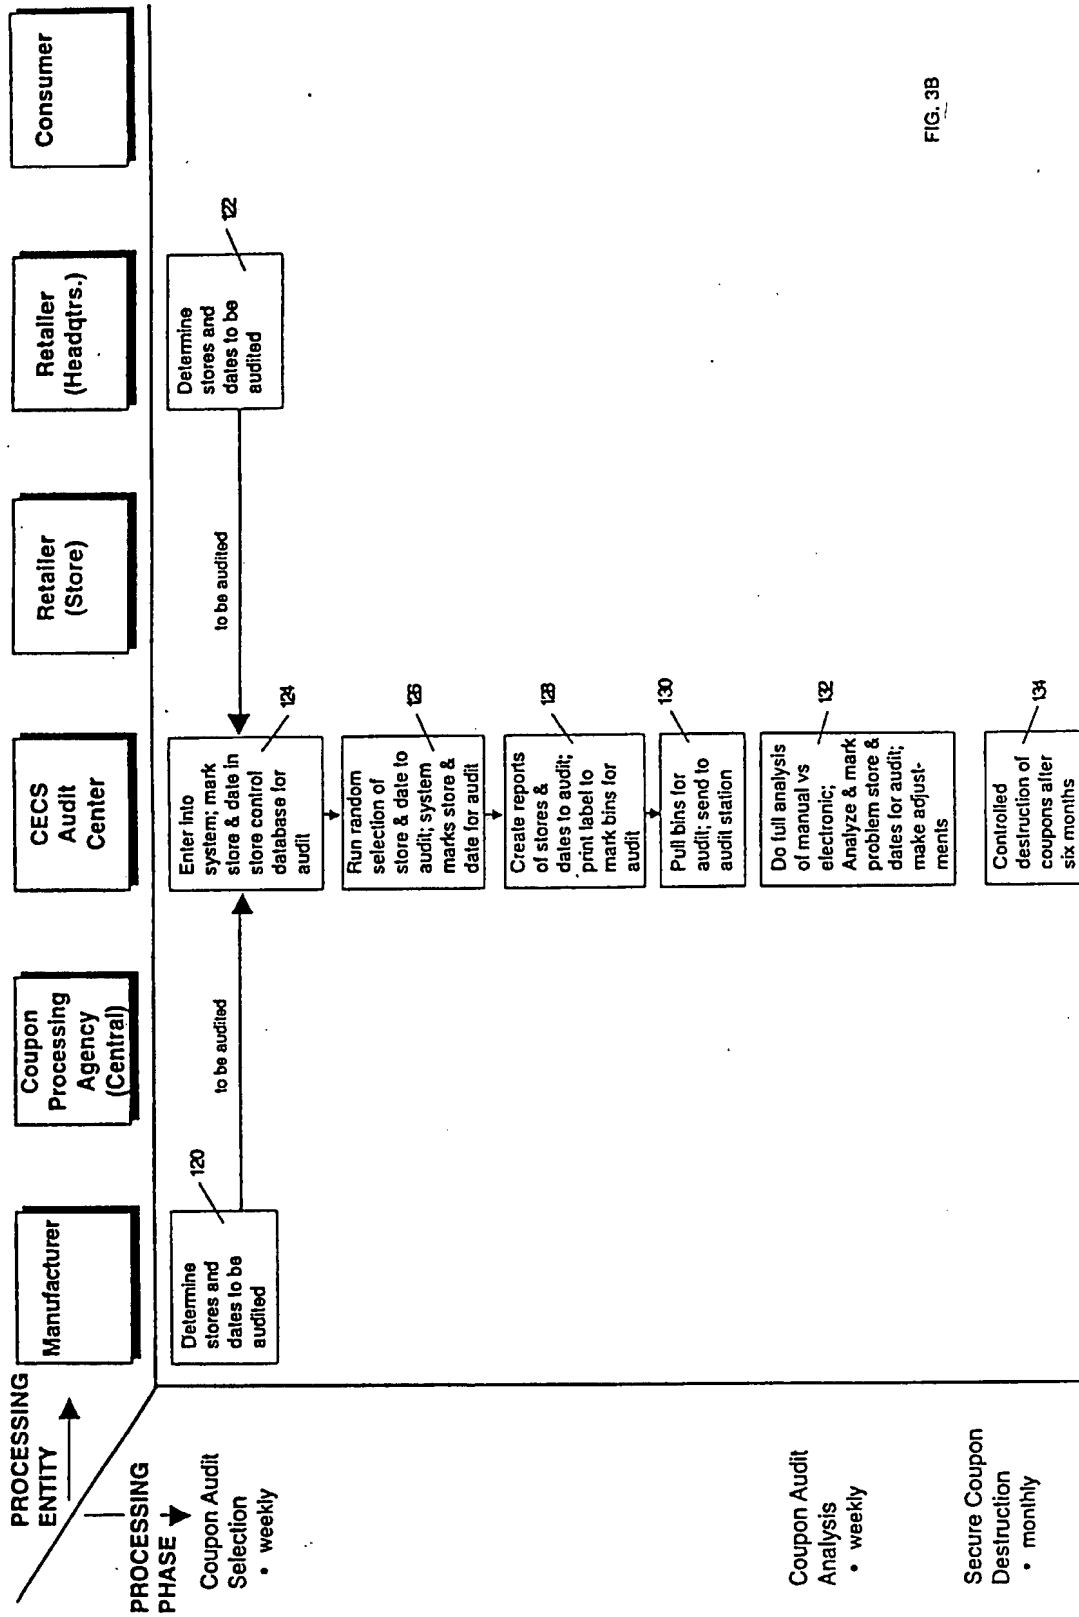 PROCESSING
ENTITY
PROCESSING
PHASE
Manufacturer
Coupon
Processing
Agency
(Central)
CECS
Audit
Center
Retailer
(Store)
Retailer
(Headqtrs.)
Consumer
Coupon Audit
Selection
• weekly
Determine
stores and
dates to be
audited
120
to be audited
Enter Into
system; mark
store & date in
store control
database for
audit
124
to be audited
Determine
stores and
dates to be
audited
122
Run random
selection of
store & date to
audit; system
marks store &
date for audit
126
Create reports
of stores &
dates to audit;
print label to
mark bins for
audit
128
Pull bins for
audit; send to
audit station
130
Coupon Audit
Analysis
• weekly
Do full analysis
of manual vs
electronic;
Analyze & mark
problem store &
dates for audit;
make adjust-
ments
132
Secure Coupon
Destruction
• monthly
Controlled
destruction of
coupons after
six months
134
FIG. 3B